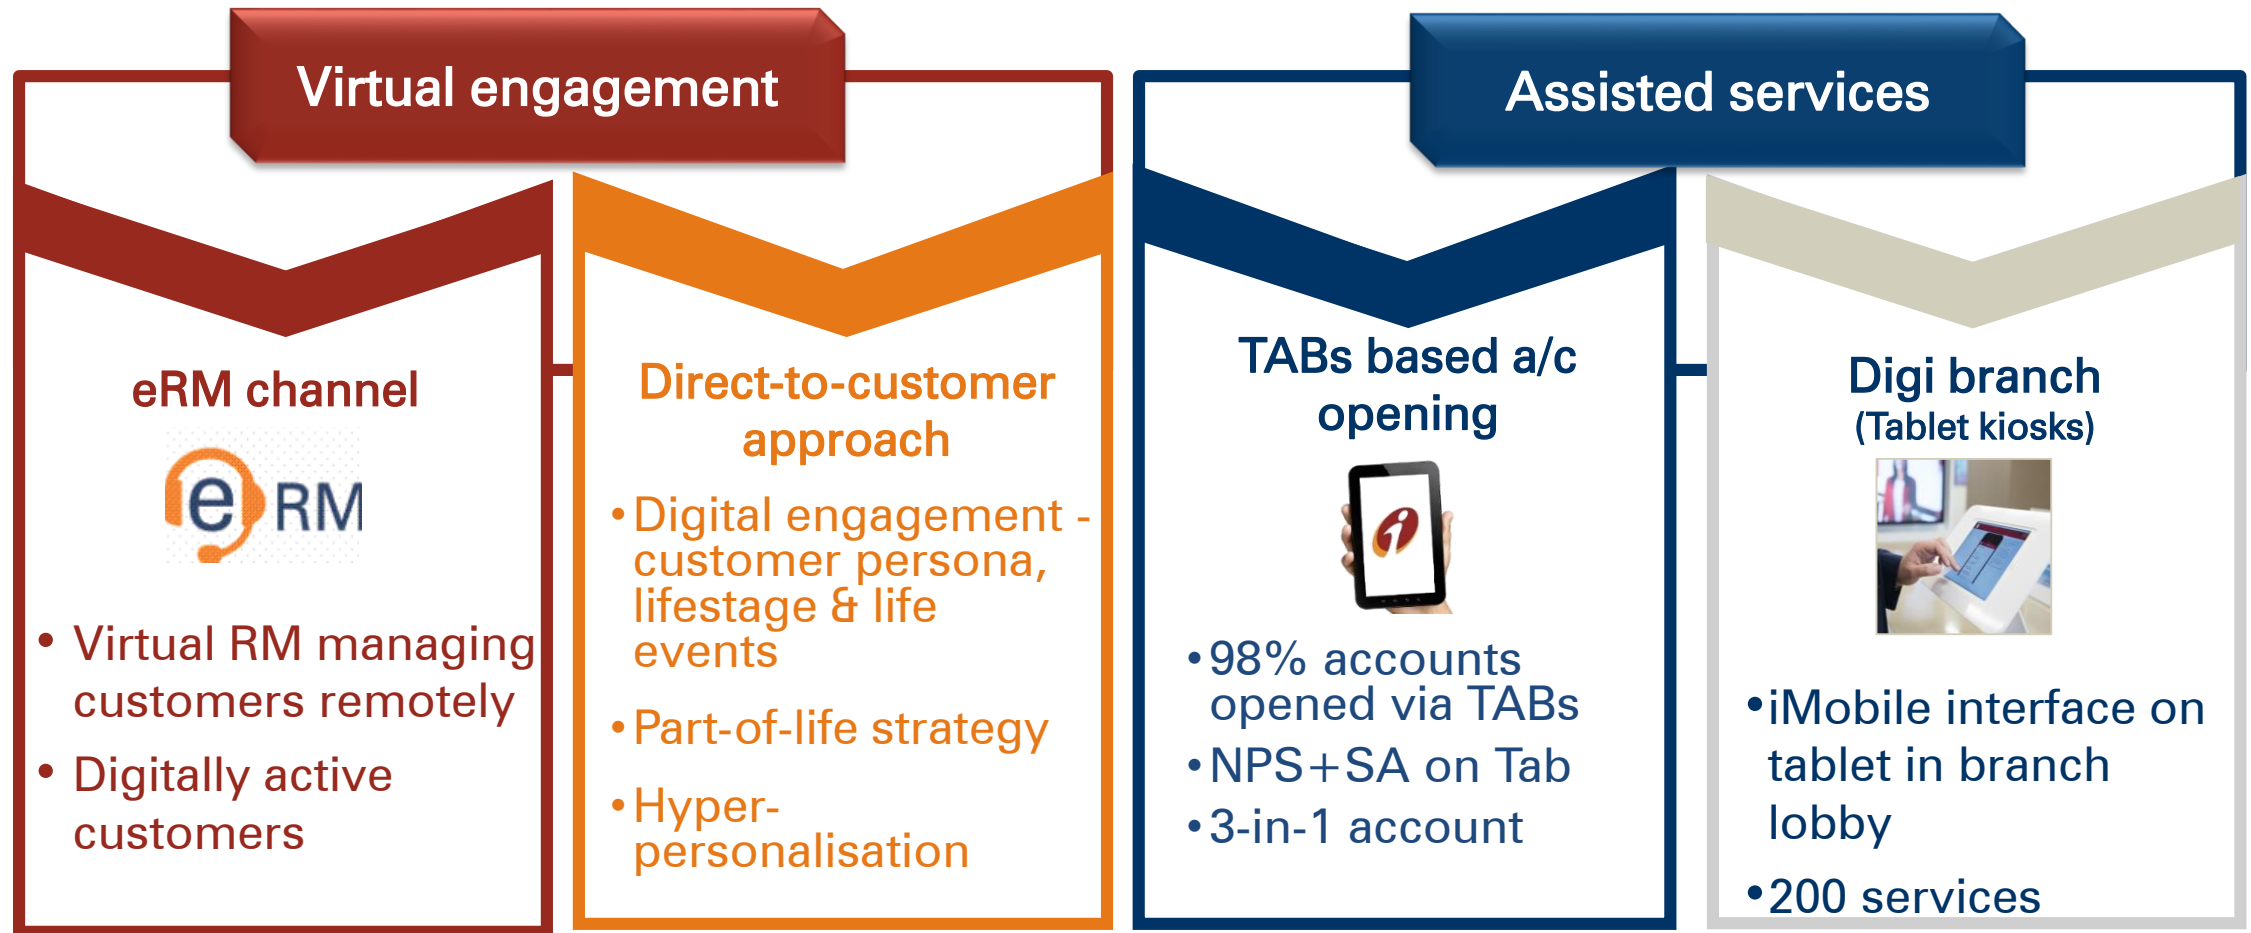 Virtual engagement
Assisted services
eRM channel
e RM
• Virtual RM managing
customers remotely
• Digitally active
customers
Direct-to-customer
approach
• Digital engagement -
customer persona,
lifestage & life
events
• Part-of-life strategy
• Hyper-
personalisation
TABs based a/c
opening
i
• 98% accounts
opened via TABs
• NPS+SA on Tab
• 3-in-1 account
Digi branch
(Tablet kiosks)
• iMobile interface on
tablet in branch
lobby
• 200 services